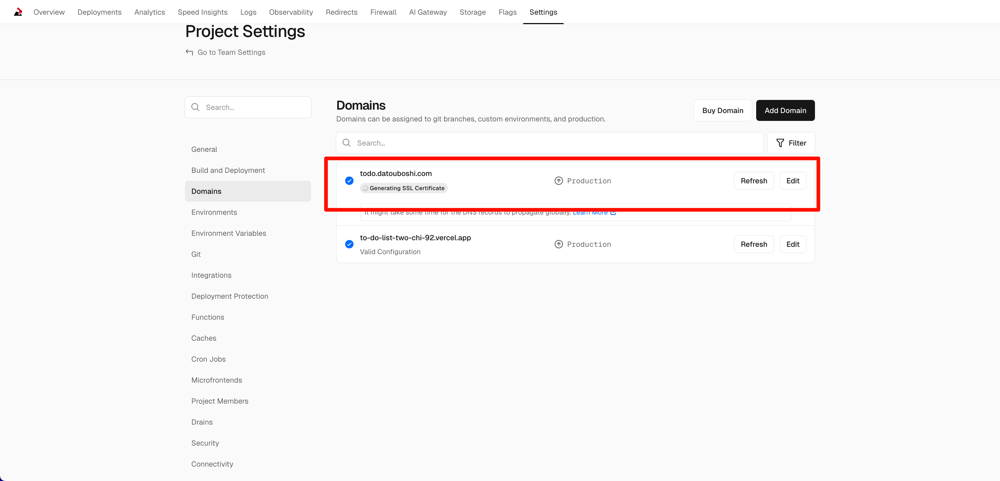 Overview Deployments Analytics Speed Insights Logs Observability Redirects Firewall AI Gateway Storage Flags Settings
Project Settings
Go to Team Settings
Search...
General
Build and Deployment
Domains
Environments
Environment Variables
Git
Integrations
Deployment Protection
Functions
Caches
Cron Jobs
Microfrontends
Project Members
Drains
Security
Connectivity
Domains
Domains can be assigned to git branches, custom environments, and production.
Buy Domain
Add Domain
Search...
Filter
todo.datouboshi.com
Generating SSL Certificate
Production
Refresh
Edit
It might take some time for the DNS records to propagate globally. Learn More
to-do-list-two-chi-92.vercel.app
Valid Configuration
Production
Refresh
Edit